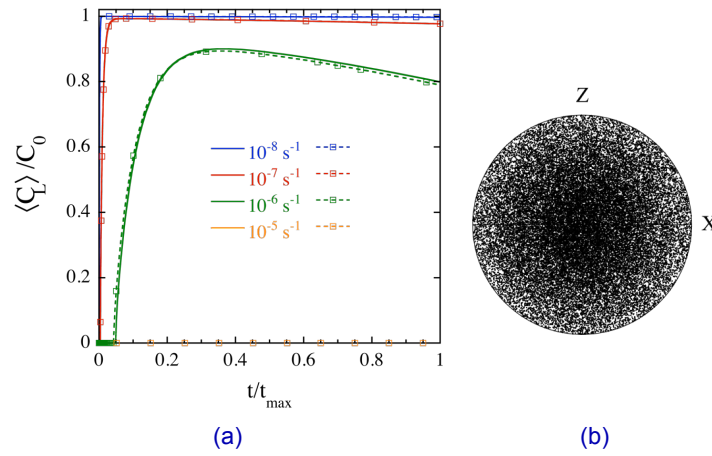 ⟨C_L⟩/C_0
1
0.8
0.6
0.4
0.2
0
10^-8 s^-1
10^-7 s^-1
10^-6 s^-1
10^-5 s^-1
0 0.2 0.4 0.6 0.8 1
t/t_max
(a)
Z
X
(b)